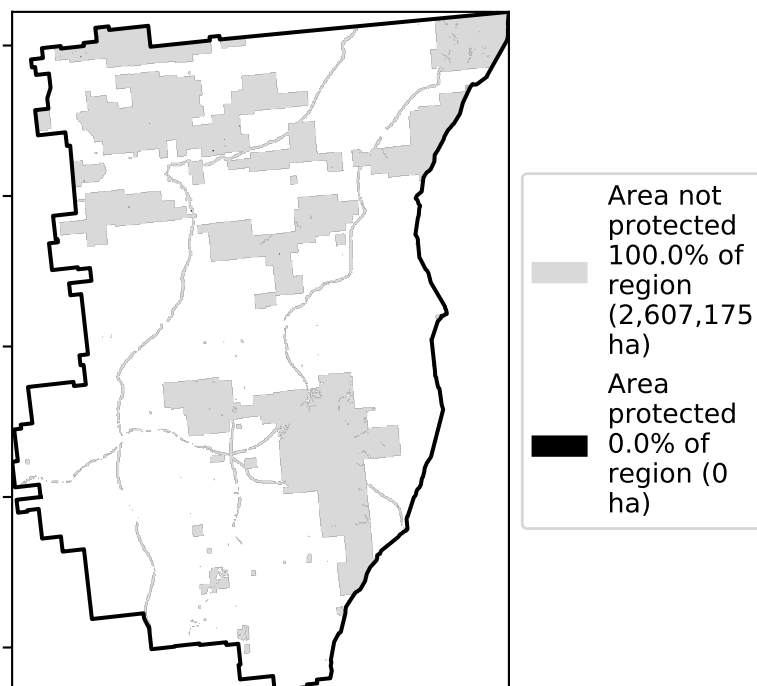 Area not
protected
100.0% of
region
(2,607,175
ha)
Area
protected
0.0% of
region (0
ha)